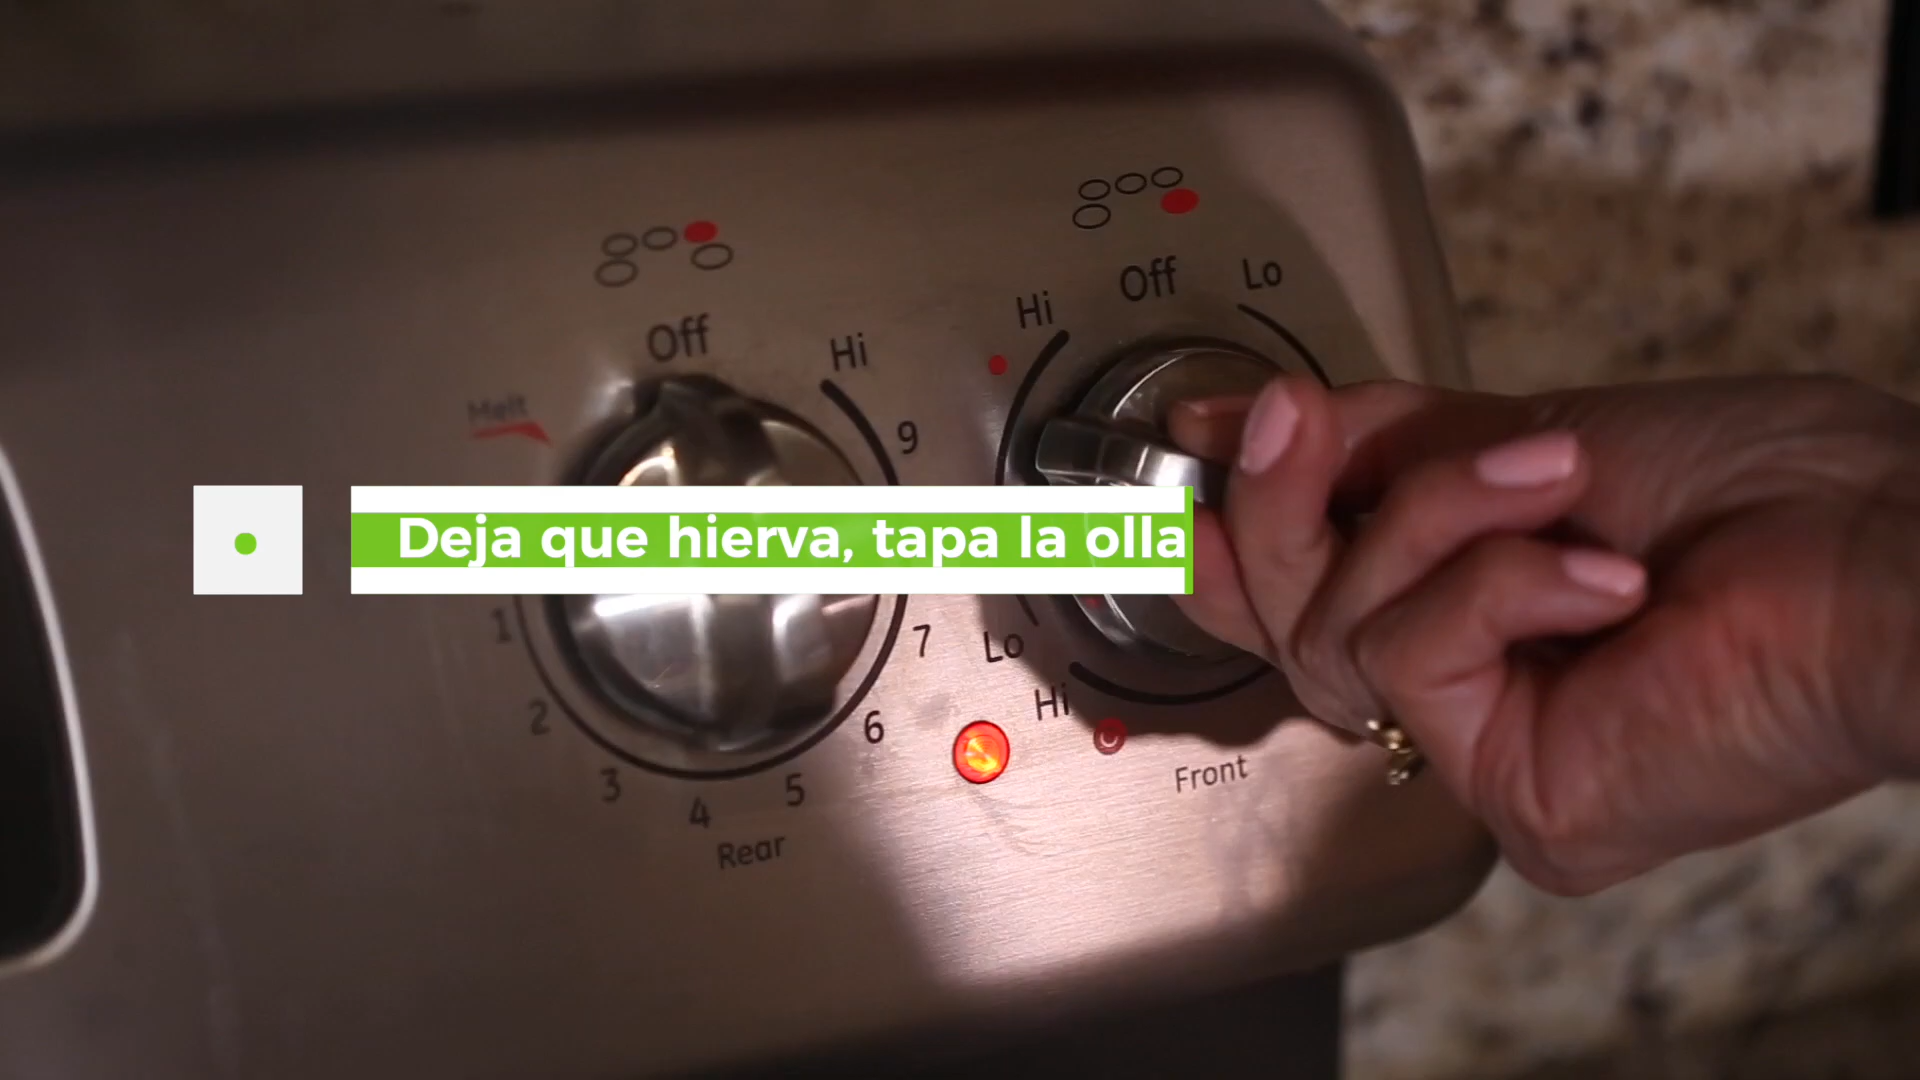 Off
Lo
Hi
Off
Hi
Melt
9
Deja que hierva, tapa la olla
1
7
Lo
2
6
Hi
3
4
5
Front
Rear